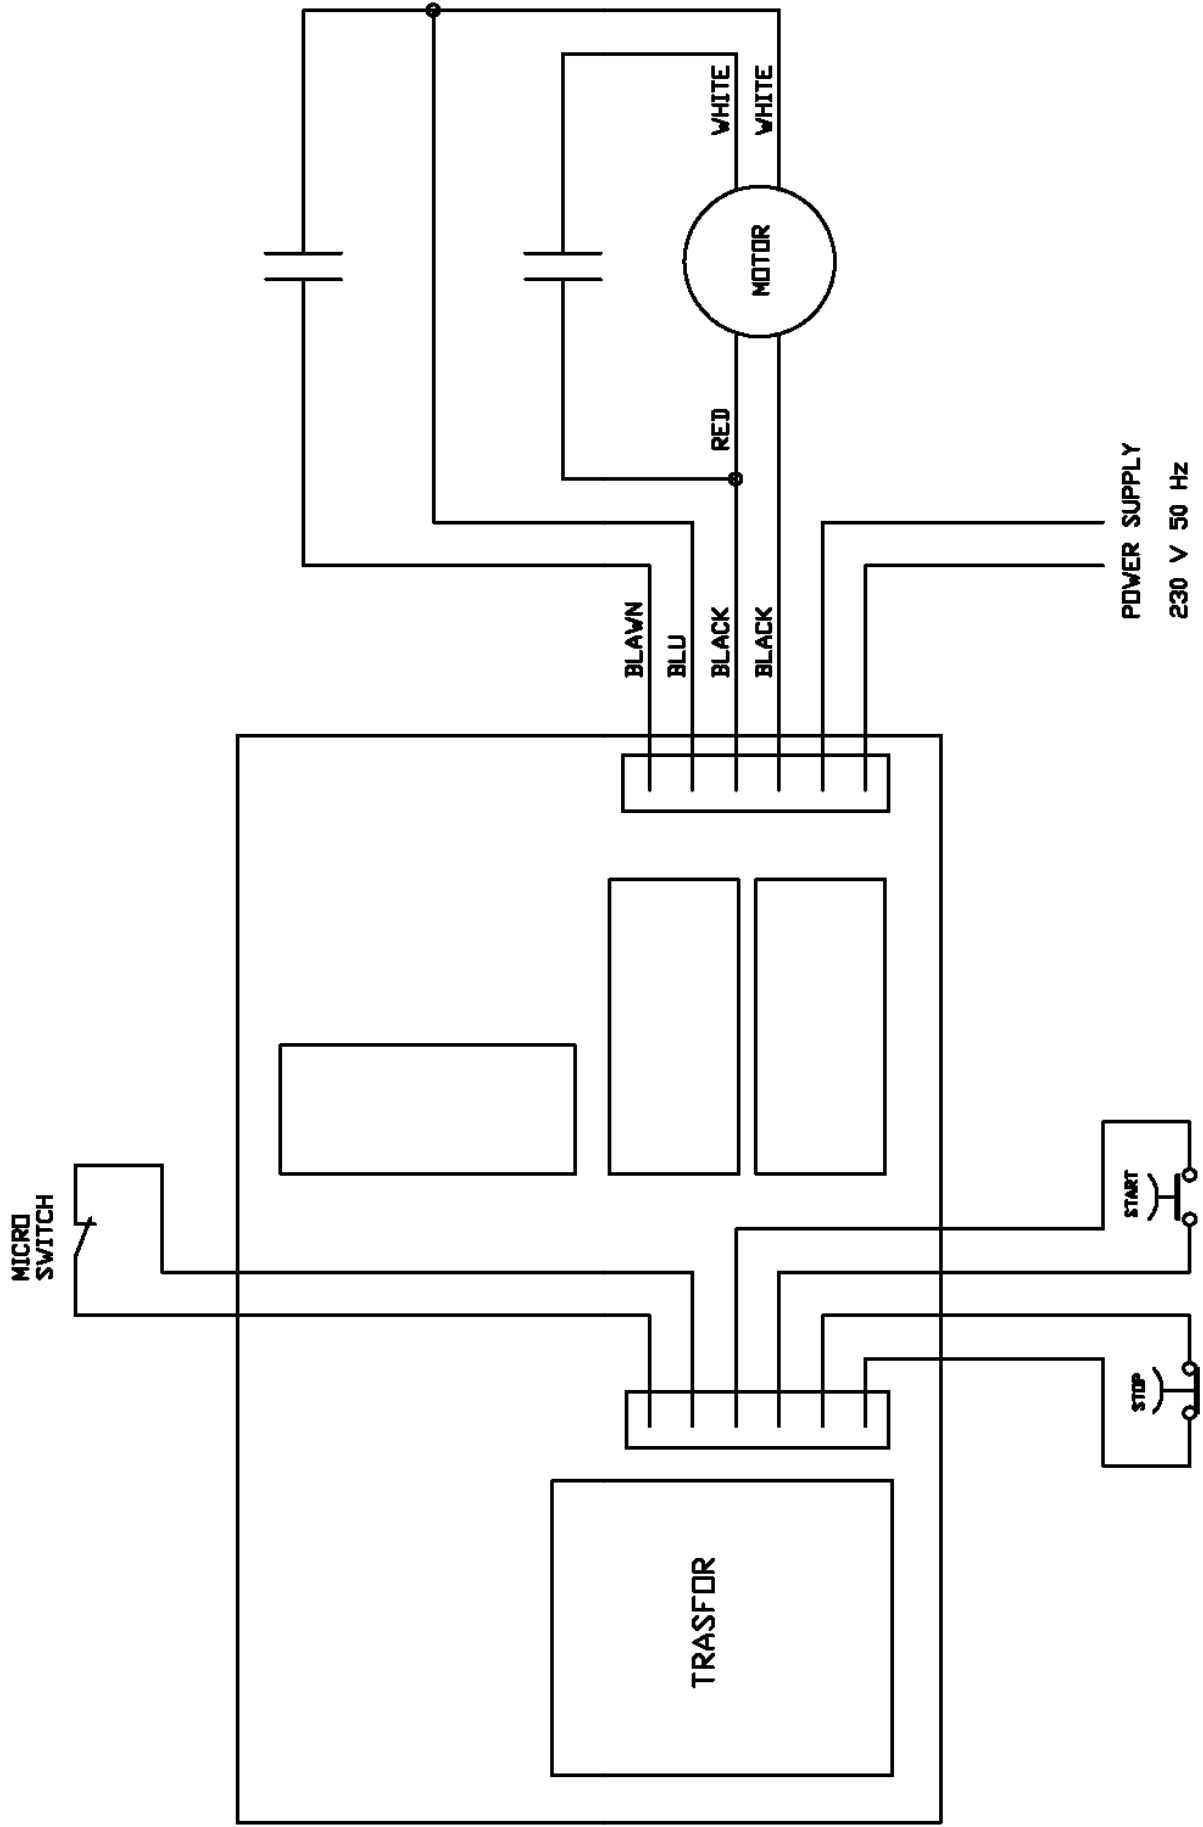 MICRO
SWITCH
TRASFOR
STOP
START
BLAWN
BLU
BLACK
BLACK
RED
WHITE
WHITE
MOTOR
POWER SUPPLY
230 V 50 Hz